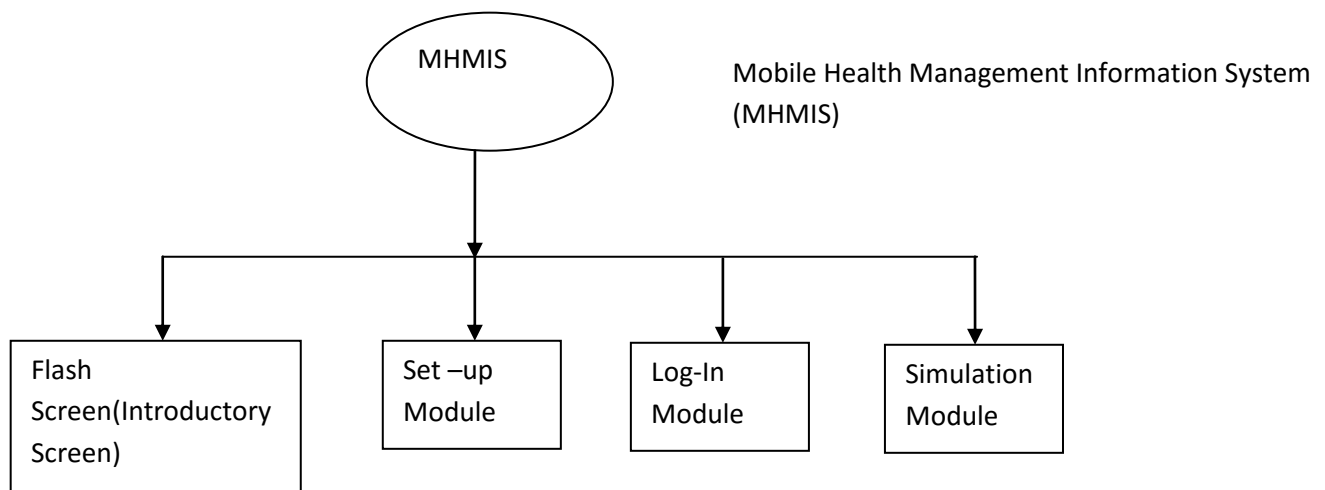 MHMIS
Mobile Health Management Information System
(MHMIS)
Flash
Screen(Introductory
Screen)
Set –up
Module
Log-In
Module
Simulation
Module